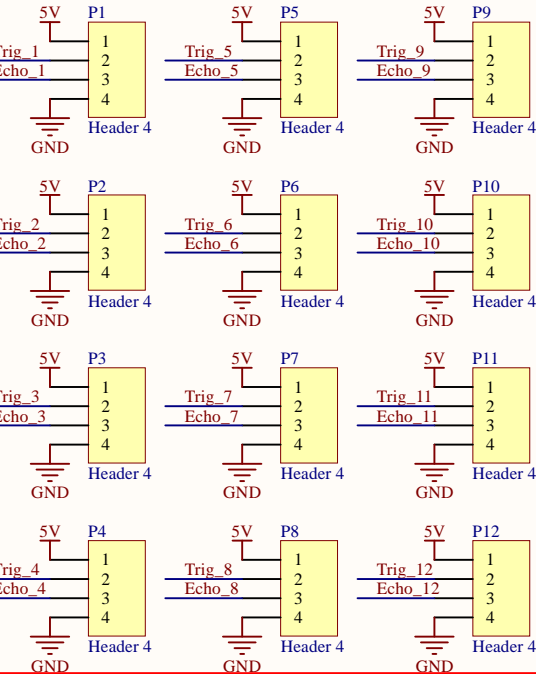 5V P1
1
Trig_1 2
Echo_1 3
4
Header 4
GND
5V P5
1
Trig_5 2
Echo_5 3
4
Header 4
GND
5V P9
1
Trig_9 2
Echo_9 3
4
Header 4
GND
5V P2
1
Trig_2 2
Echo_2 3
4
Header 4
GND
5V P6
1
Trig_6 2
Echo_6 3
4
Header 4
GND
5V P10
1
Trig_10 2
Echo_10 3
4
Header 4
GND
5V P3
1
Trig_3 2
Echo_3 3
4
Header 4
GND
5V P7
1
Trig_7 2
Echo_7 3
4
Header 4
GND
5V P11
1
Trig_11 2
Echo_11 3
4
Header 4
GND
5V P4
1
Trig_4 2
Echo_4 3
4
Header 4
GND
5V P8
1
Trig_8 2
Echo_8 3
4
Header 4
GND
5V P12
1
Trig_12 2
Echo_12 3
4
Header 4
GND